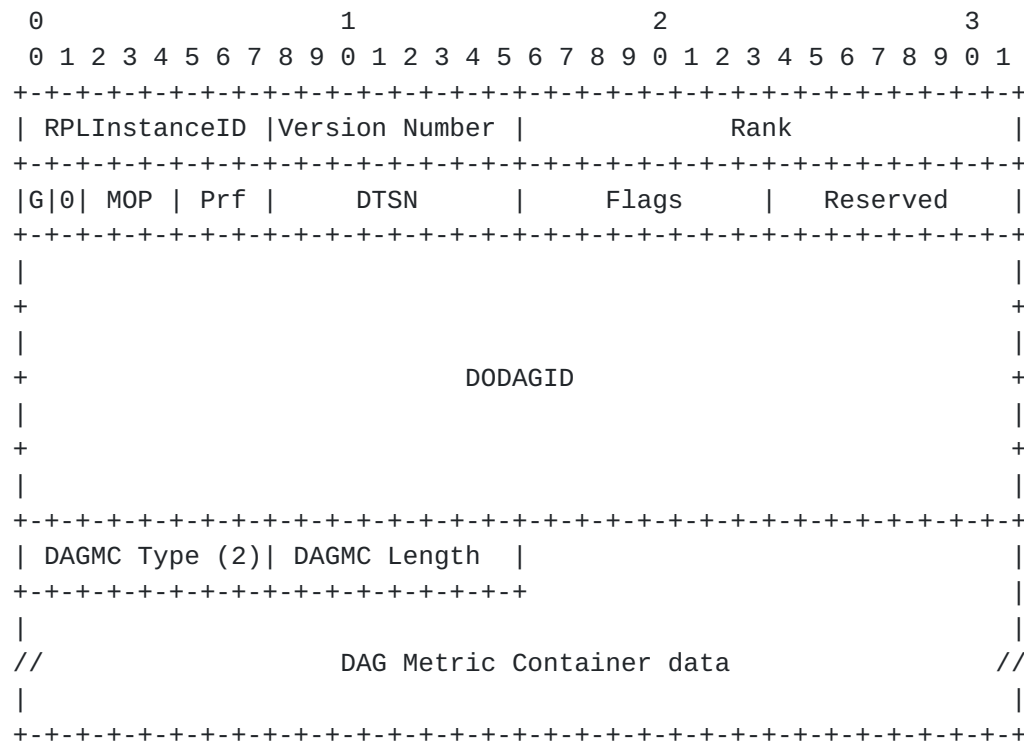 0                   1                   2                   3
 0 1 2 3 4 5 6 7 8 9 0 1 2 3 4 5 6 7 8 9 0 1 2 3 4 5 6 7 8 9 0 1
+-+-+-+-+-+-+-+-+-+-+-+-+-+-+-+-+-+-+-+-+-+-+-+-+-+-+-+-+-+-+-+-+
| RPLInstanceID |Version Number |             Rank              |
+-+-+-+-+-+-+-+-+-+-+-+-+-+-+-+-+-+-+-+-+-+-+-+-+-+-+-+-+-+-+-+-+
|G|0| MOP | Prf |     DTSN      |     Flags     |   Reserved    |
+-+-+-+-+-+-+-+-+-+-+-+-+-+-+-+-+-+-+-+-+-+-+-+-+-+-+-+-+-+-+-+-+
|                                                               |
+                                                               +
|                                                               |
+                            DODAGID                            +
|                                                               |
+                                                               +
|                                                               |
+-+-+-+-+-+-+-+-+-+-+-+-+-+-+-+-+-+-+-+-+-+-+-+-+-+-+-+-+-+-+-+-+
| DAGMC Type (2)| DAGMC Length  |                               |
+-+-+-+-+-+-+-+-+-+-+-+-+-+-+-+-+                               |
|                                                               |
//                   DAG Metric Container data                 //
|                                                               |
+-+-+-+-+-+-+-+-+-+-+-+-+-+-+-+-+-+-+-+-+-+-+-+-+-+-+-+-+-+-+-+-+